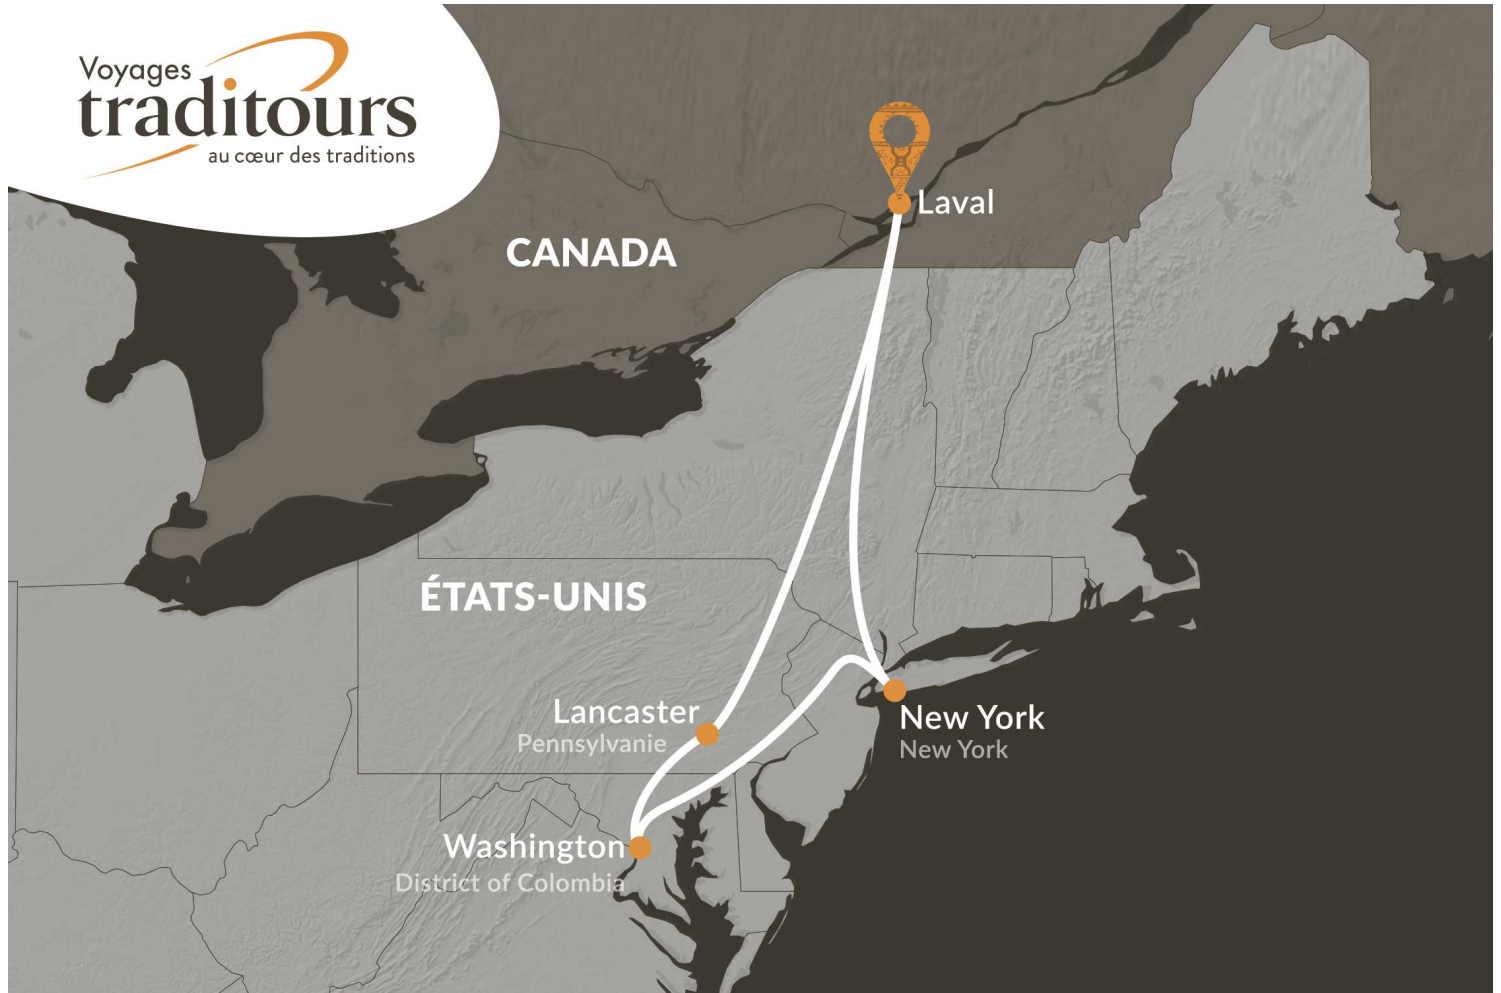 Voyages
traditours
au cœur des traditions
Laval
CANADA
ÉTATS-UNIS
Lancaster
Pennsylvanie
New York
New York
Washington
District of Colombia